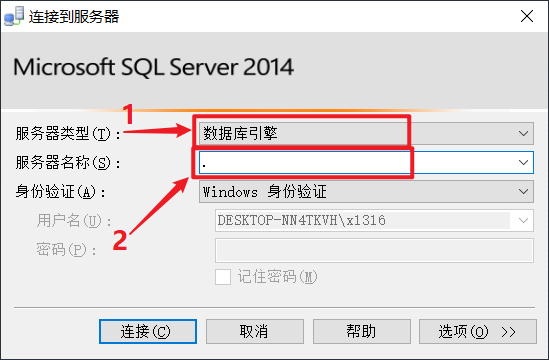 连接到服务器
Microsoft SQL Server 2014
1
服务器类型(T)： 数据库引擎
服务器名称(S)： .
身份验证(A)： Windows 身份验证
2
用户名(U)： DESKTOP-NN4TKVH\x1316
密码(P)：
记住密码(M)
连接(C) 取消 帮助 选项(O) >>